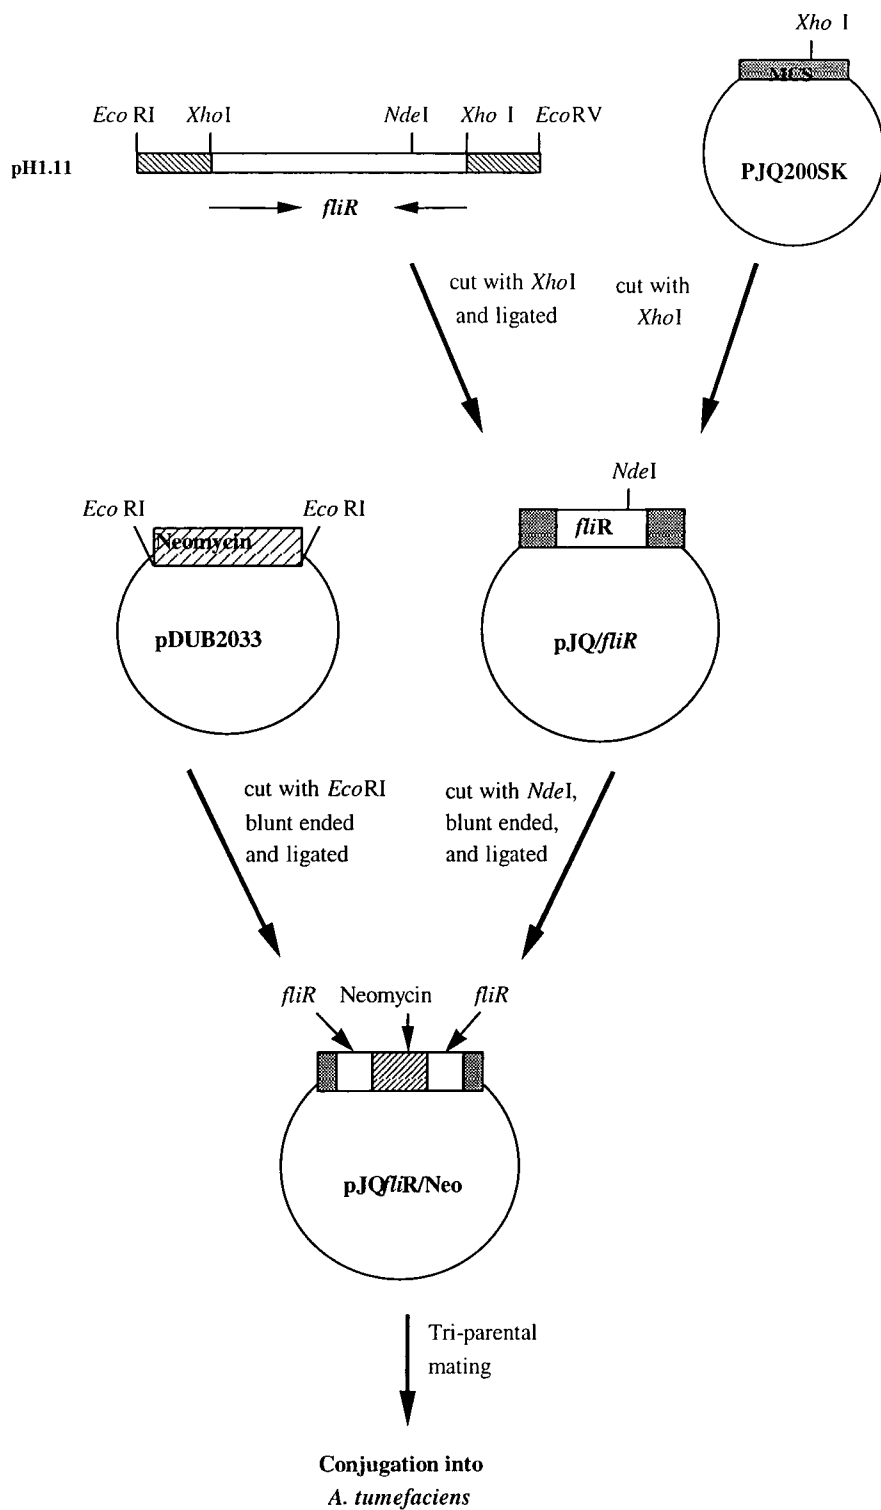 Xho I
MCS
Eco RI XhoI NdeI Xho I EcoRV
pH1.11
PJQ200SK
fliR
cut with XhoI
and ligated
cut with
XhoI
NdeI
Eco RI Eco RI
Neomycin
fliR
pDUB2033
pJQ/fliR
cut with EcoRI
blunt ended
and ligated
cut with NdeI,
blunt ended,
and ligated
fliR Neomycin fliR
pJQfliR/Neo
Tri-parental
mating
Conjugation into
A. tumefaciens